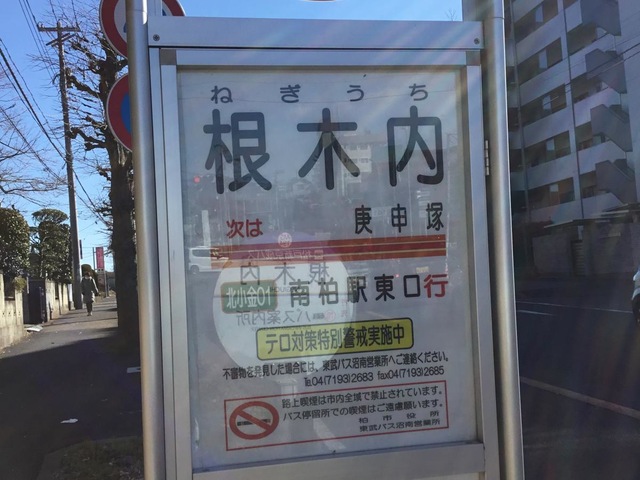 ねぎうち
根木内
次は 庚申塚
北小金01 南柏駅東口行
テロ対策特別警戒実施中
不審物を発見した場合には、東武バス沼南営業所へご連絡ください。
Tel.04(7193)2683 fax04(7193)2685
路上喫煙は市内全域で禁止されています。
バス停留所での喫煙はご遠慮願います。
柏市役所
東武バス沼南営業所